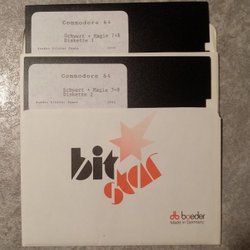 Commodore 64
Schwert + Magie 7+8
Diskette 1
Commodore 64
Schwert + Magie 7+8
Diskette 2
bit
star
boeder
Made in Germany